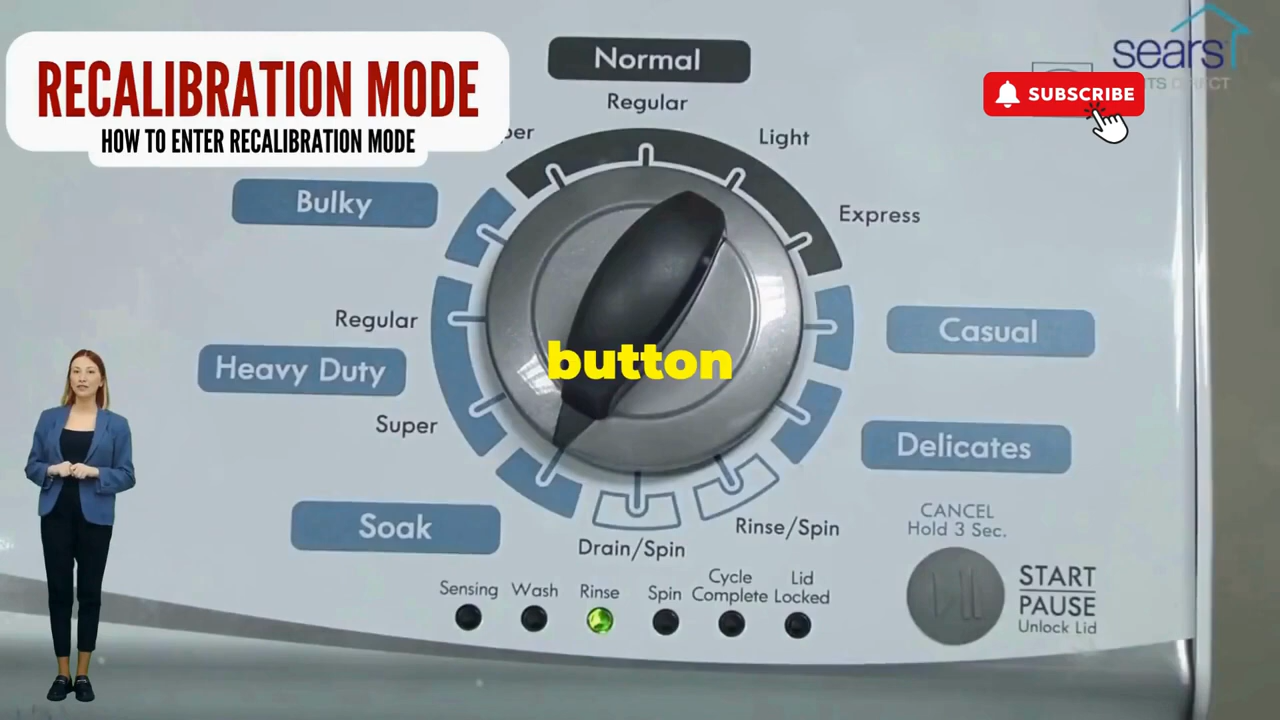 RECALIBRATION MODE
HOW TO ENTER RECALIBRATION MODE
sears
DIRECT
SUBSCRIBE
Normal
Regular
Light
Express
Bulky
Regular
Heavy Duty
Super
Casual
Delicates
button
Soak
Drain/Spin
Rinse/Spin
CANCEL
Hold 3 Sec.
Sensing
Wash
Rinse
Spin
Cycle
Complete
Lid
Locked
START
PAUSE
Unlock Lid